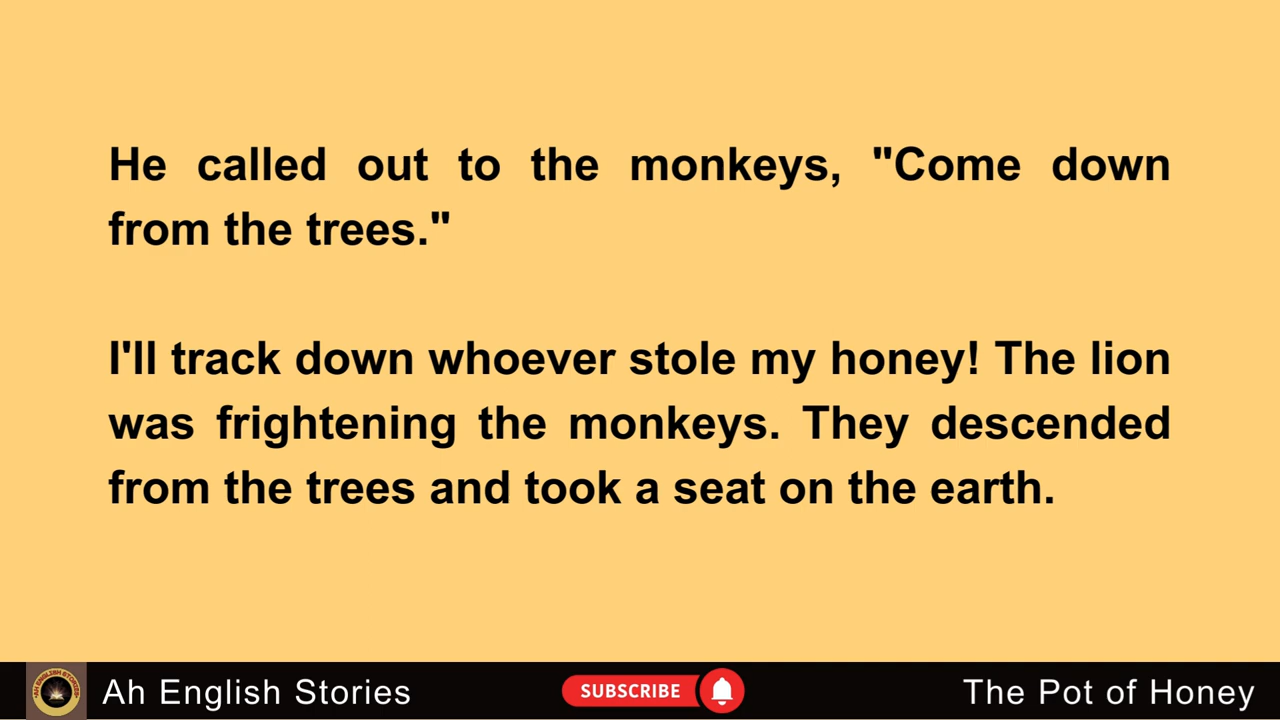 He called out to the monkeys, "Come down
from the trees."
I'll track down whoever stole my honey! The lion
was frightening the monkeys. They descended
from the trees and took a seat on the earth.
Ah English Stories
SUBSCRIBE
The Pot of Honey